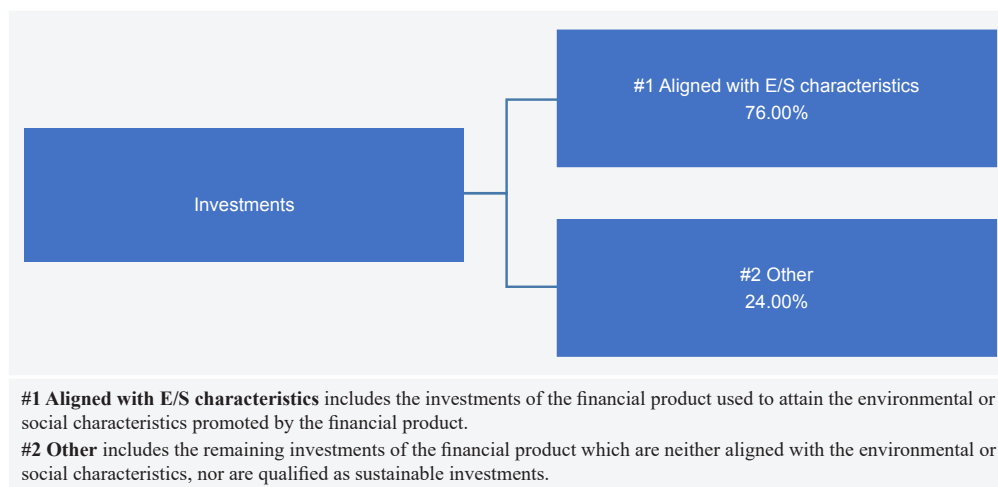 #1 Aligned with E/S characteristics
76.00%
Investments
#2 Other
24.00%
#1 Aligned with E/S characteristics includes the investments of the financial product used to attain the environmental or
social characteristics promoted by the financial product.
#2 Other includes the remaining investments of the financial product which are neither aligned with the environmental or
social characteristics, nor are qualified as sustainable investments.